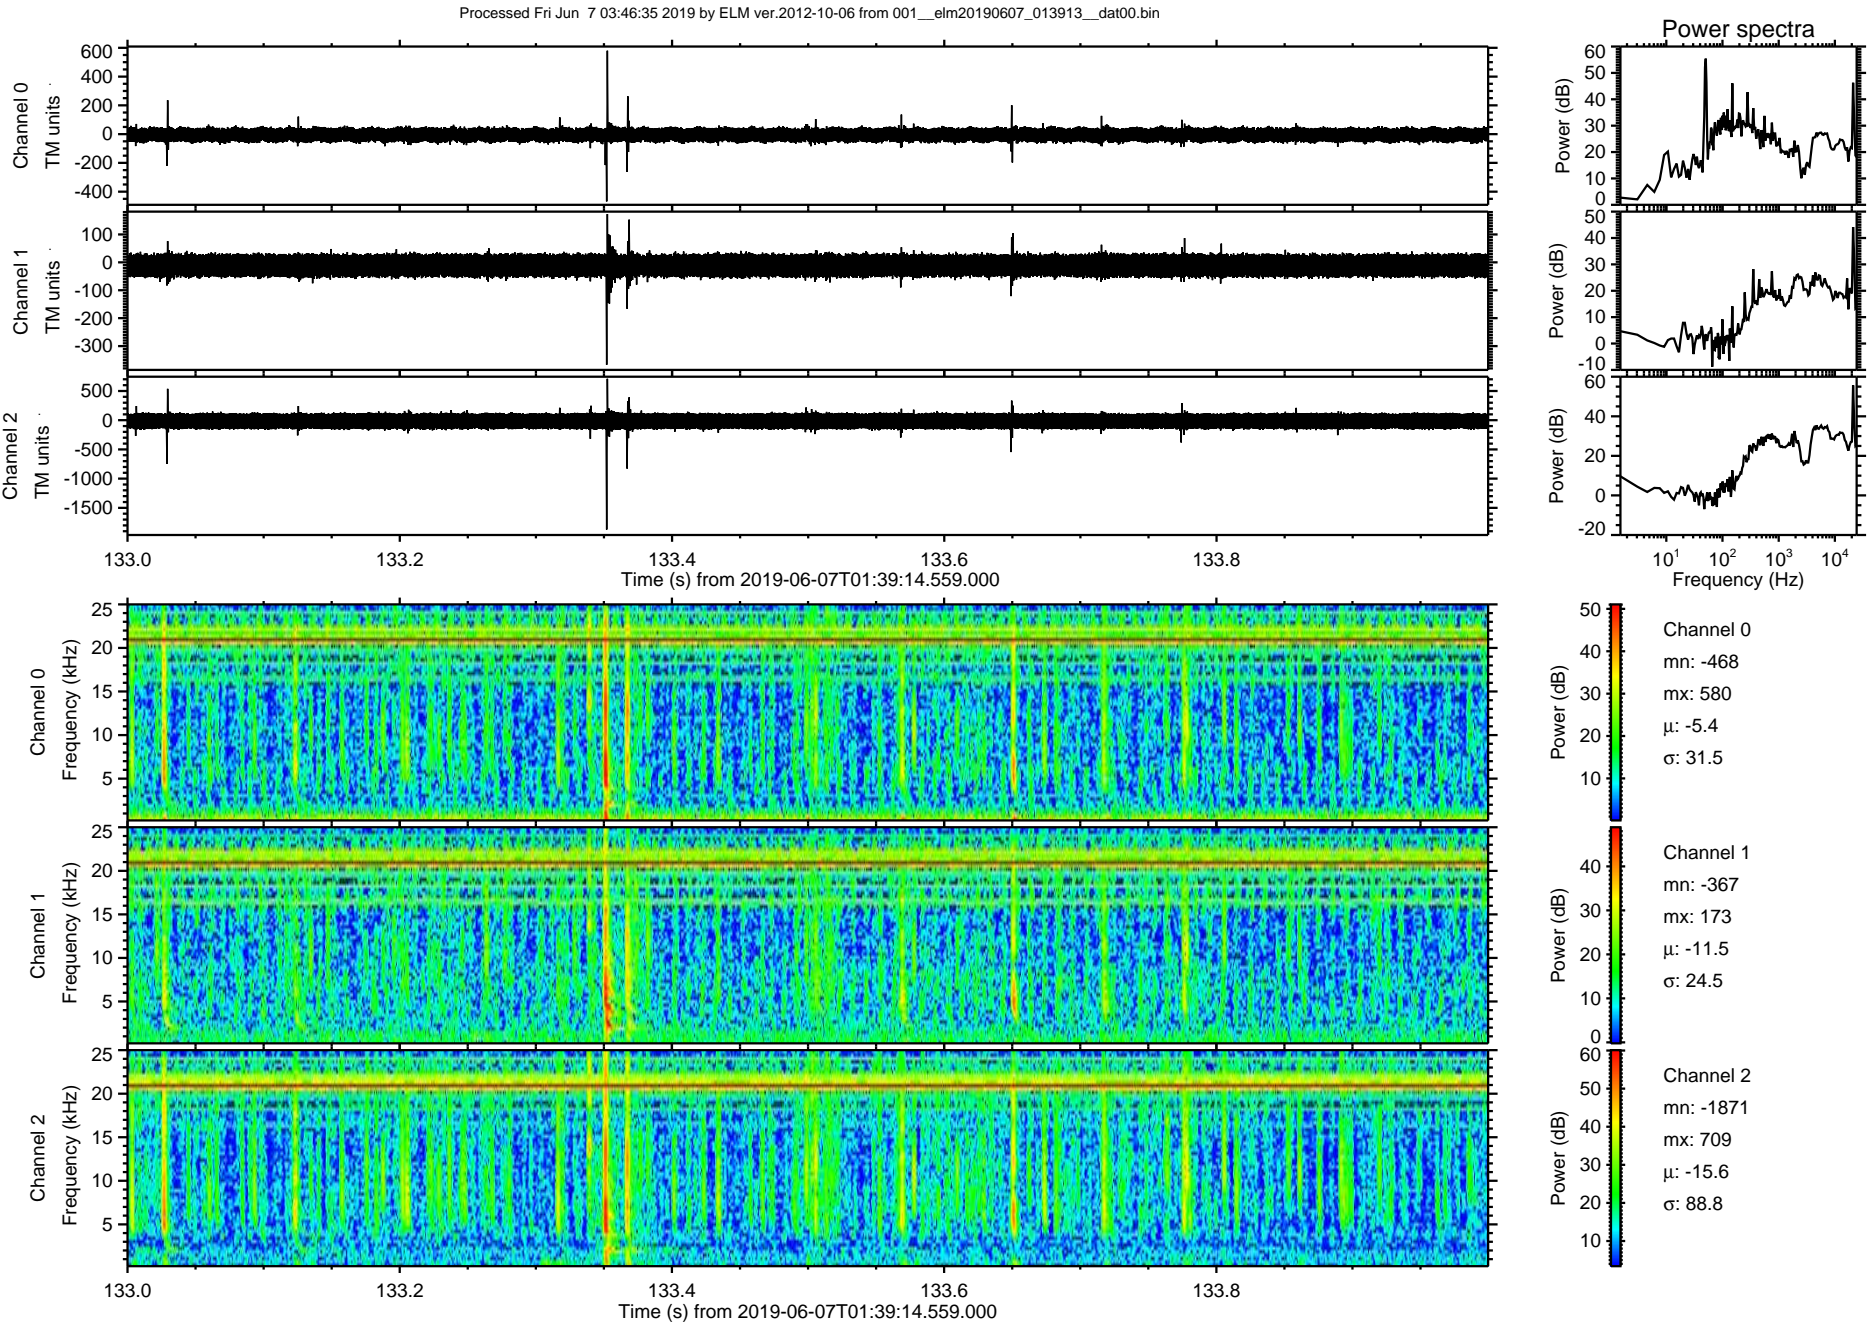 Processed Fri Jun  7 03:46:35 2019 by ELM ver.2012-10-06 from 001__elm20190607_013913__dat00.bin
Power spectra
Channel 0
TM units
600
400
200
0
-200
-400
Power (dB)
60
50
40
30
20
10
0
Channel 1
TM units
100
0
-100
-200
-300
Power (dB)
50
40
30
20
10
0
-10
Channel 2
TM units
500
0
-500
-1000
-1500
Power (dB)
60
40
20
0
-20
133.0 133.2 133.4 133.6 133.8
Time (s) from 2019-06-07T01:39:14.559.000
10^1 10^2 10^3 10^4
Frequency (Hz)
Channel 0
Frequency (kHz)
25
20
15
10
5
Power (dB)
50
40
30
20
10
Channel 0
mn: -468
mx: 580
μ: -5.4
σ: 31.5
Channel 1
Frequency (kHz)
25
20
15
10
5
Power (dB)
40
30
20
10
0
Channel 1
mn: -367
mx: 173
μ: -11.5
σ: 24.5
Channel 2
Frequency (kHz)
25
20
15
10
5
Power (dB)
60
50
40
30
20
10
Channel 2
mn: -1871
mx: 709
μ: -15.6
σ: 88.8
133.0 133.2 133.4 133.6 133.8
Time (s) from 2019-06-07T01:39:14.559.000